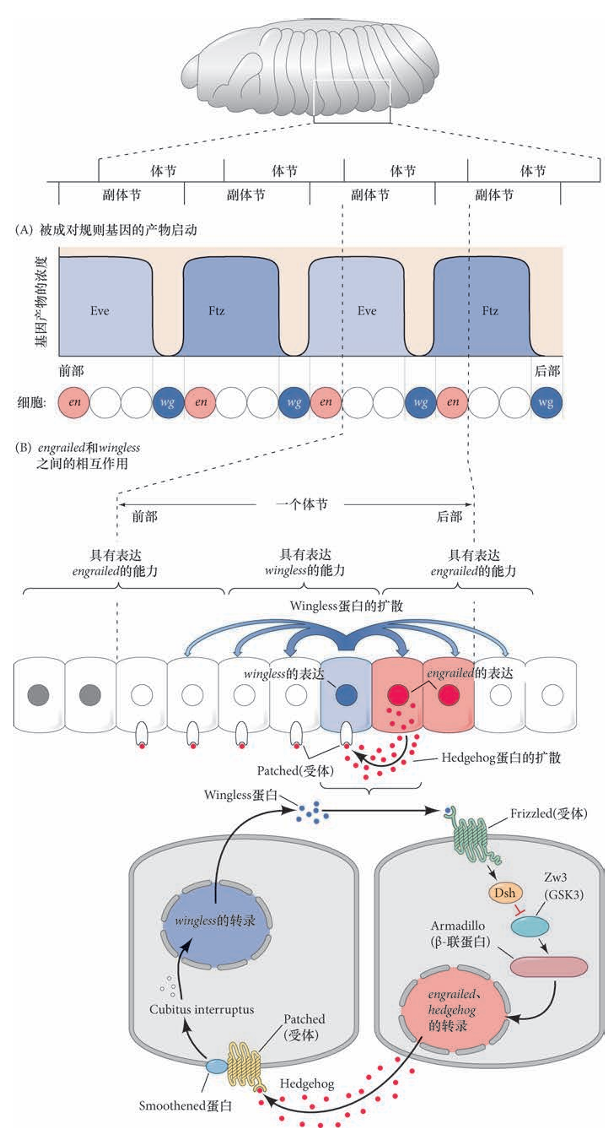 体节 体节 体节 体节
副体节 副体节 副体节 副体节
(A) 被成对规则基因的产物启动
基因产物的浓度
Eve Ftz Eve Ftz
前部 后部
细胞: en wg en wg en wg en wg
(B) engrailed和wingless
之间的相互作用
一个体节
前部 后部
具有表达
engrailed的能力
具有表达
wingless的能力
具有表达
engrailed的能力
Wingless蛋白的扩散
wingless的表达
engrailed的表达
Patched(受体)
Hedgehog蛋白的扩散
Wingless蛋白
Frizzled(受体)
Dsh
Zw3
(GSK3)
Armadillo
(β-联蛋白)
wingless的转录
engrailed、
hedgehog
的转录
Cubitus interruptus
Patched
(受体)
Smoothened蛋白
Hedgehog